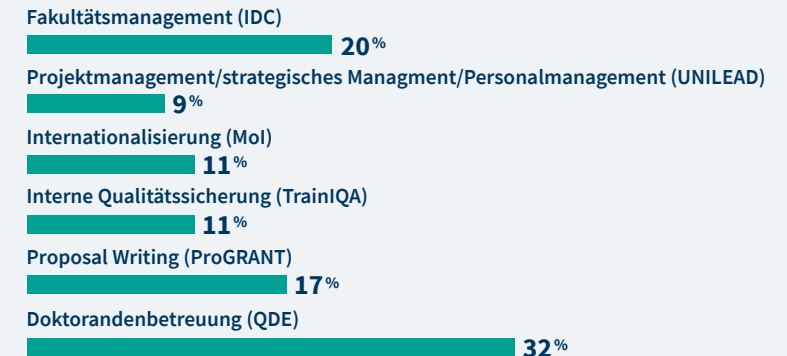 Fakultätsmanagement (IDC)
20%
Projektmanagement/strategisches Managment/Personalmanagement (UNILEAD)
9%
Internationalisierung (MoI)
11%
Interne Qualitätssicherung (TrainIQA)
11%
Proposal Writing (ProGRANT)
17%
Doktorandenbetreuung (QDE)
32%